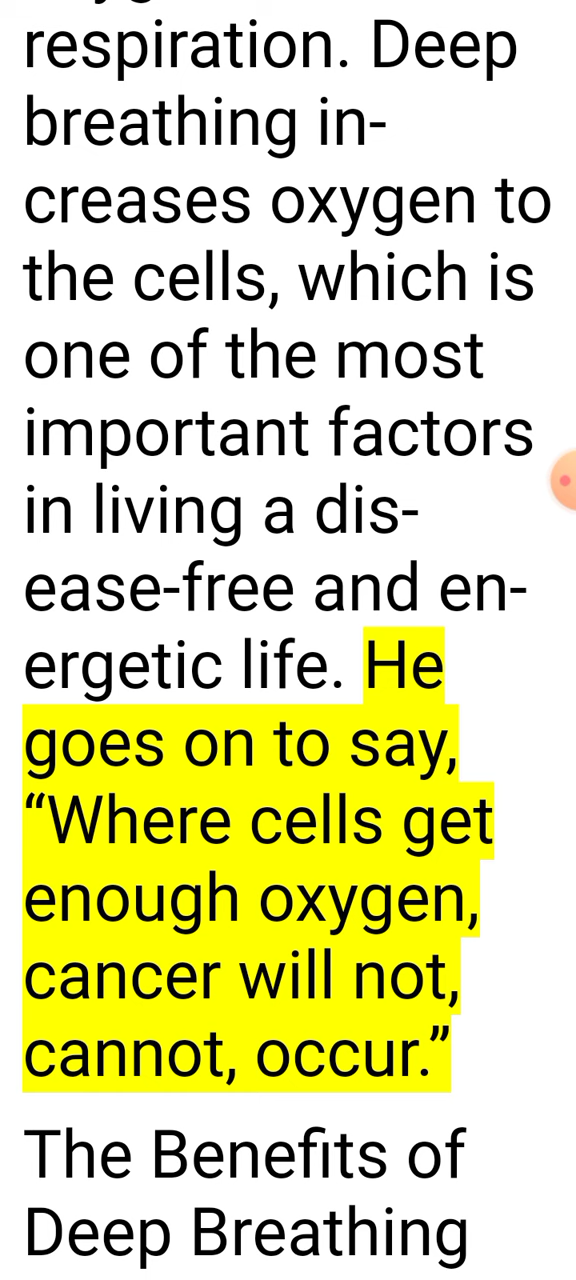 respiration. Deep
breathing in-
creases oxygen to
the cells, which is
one of the most
important factors
in living a dis-
ease-free and en-
ergetic life. He
goes on to say,
“Where cells get
enough oxygen,
cancer will not,
cannot, occur.”
The Benefits of
Deep Breathing